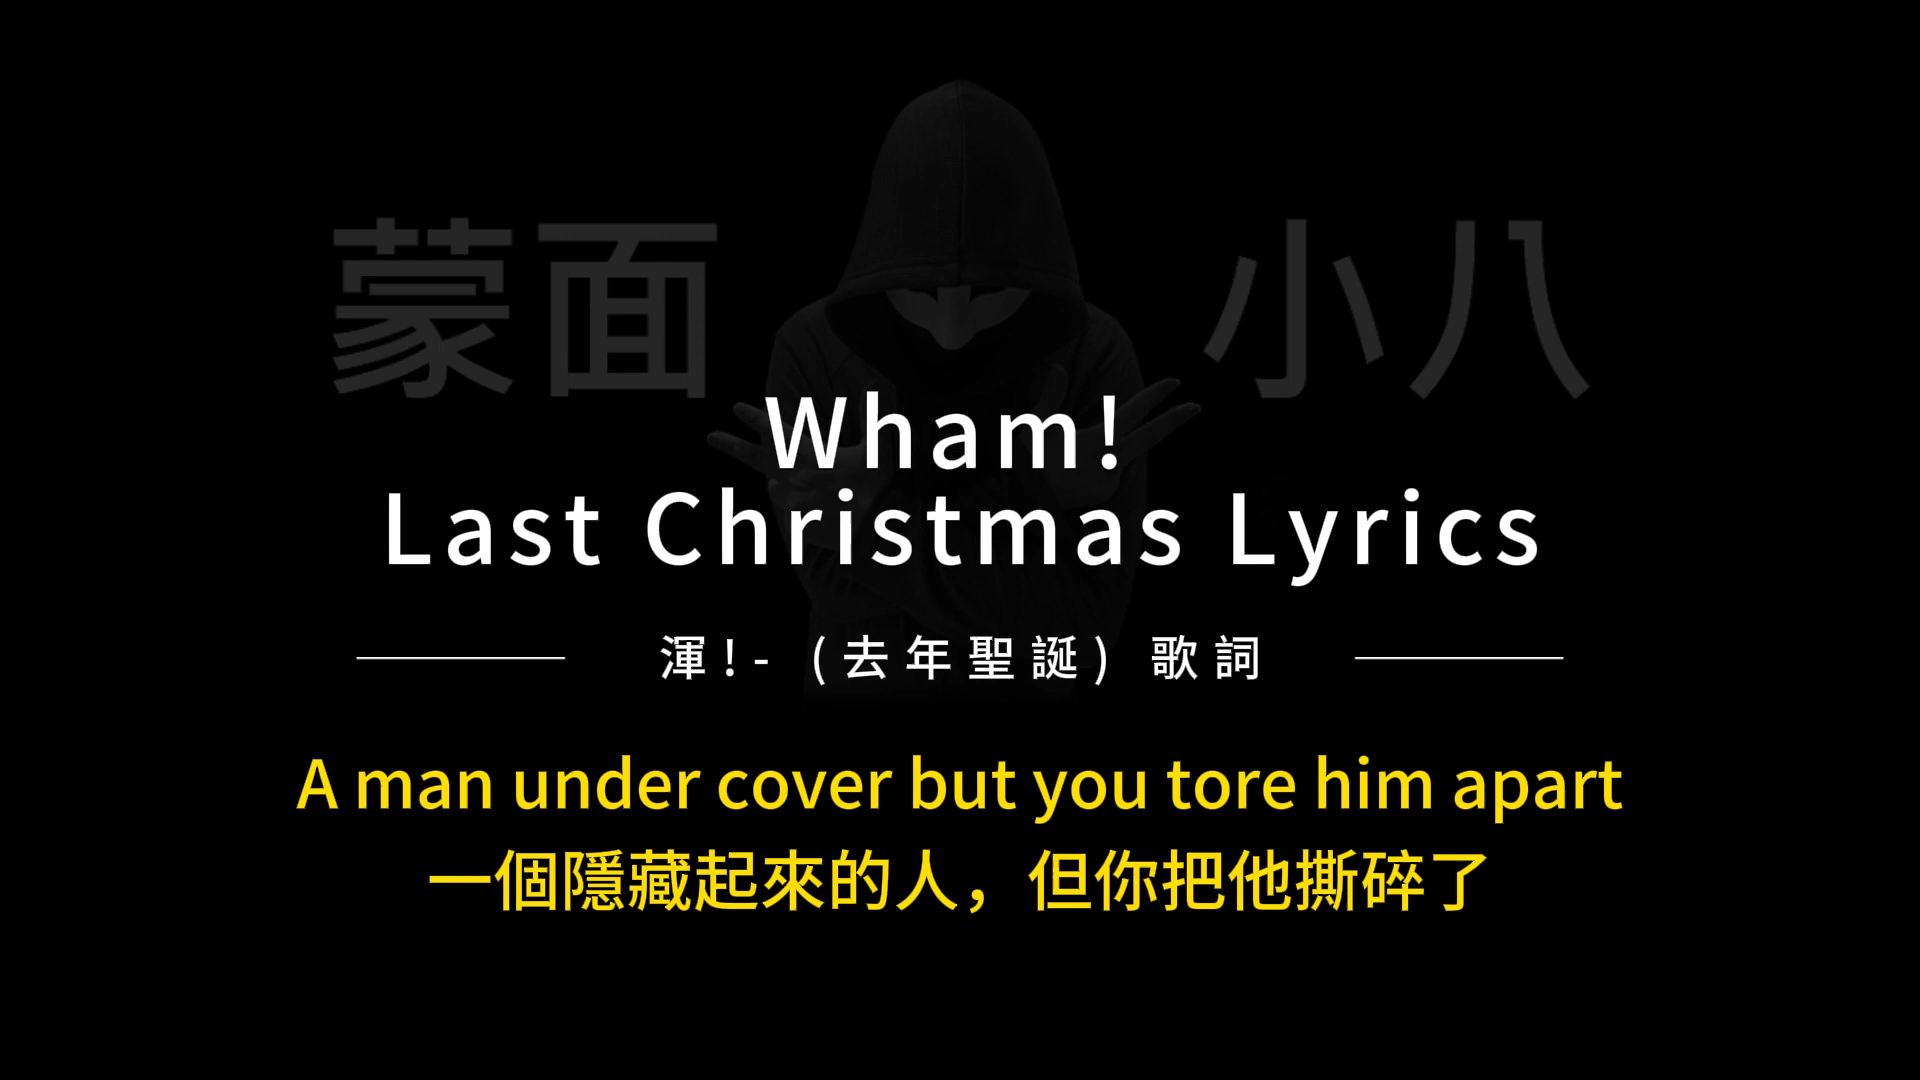 蒙面 小八
Wham!
Last Christmas Lyrics
渾!- (去年聖誕) 歌詞
A man under cover but you tore him apart
一個隱藏起來的人，但你把他撕碎了